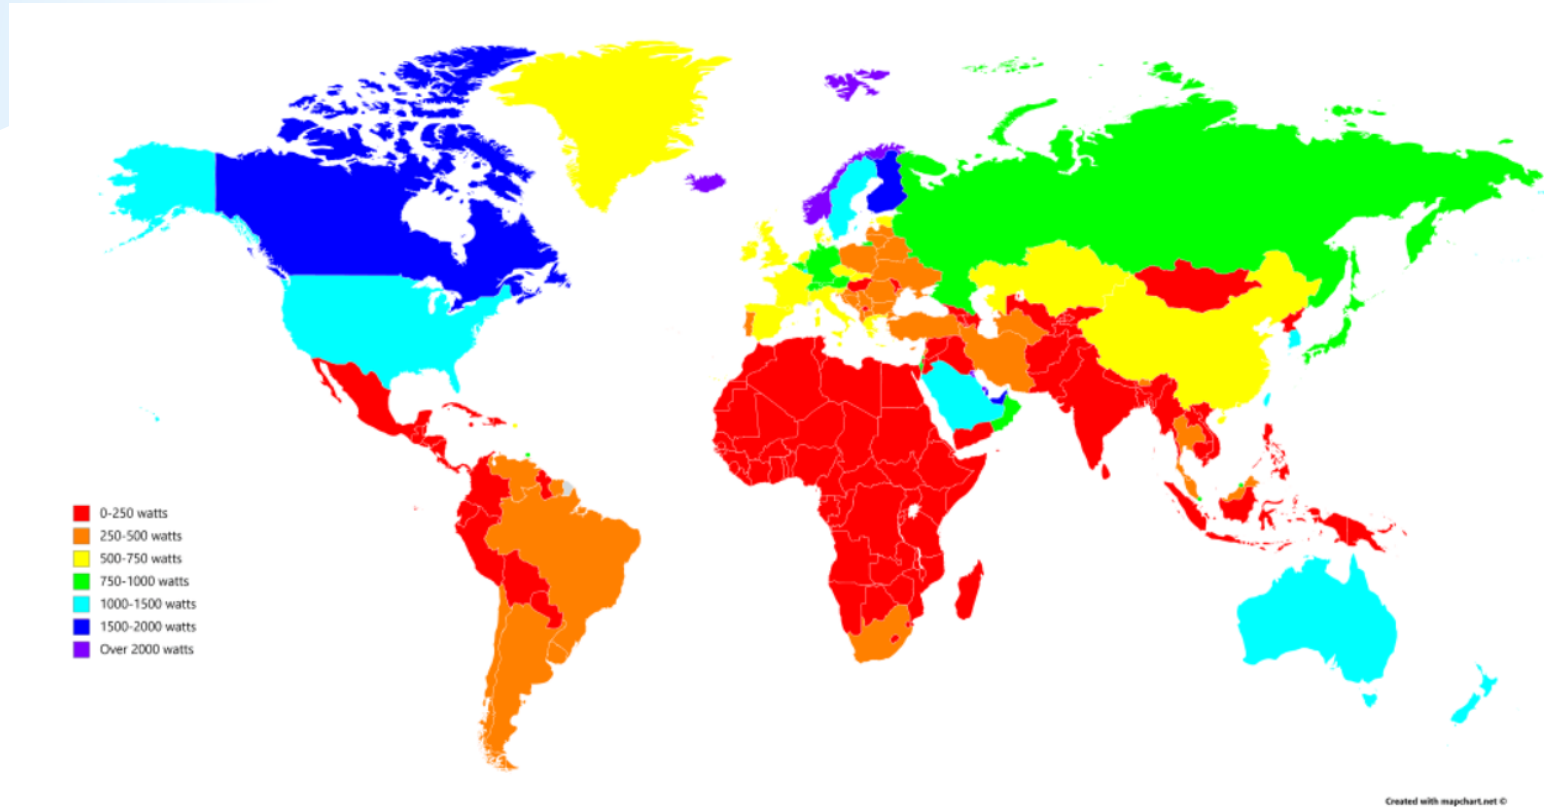 0-250 watts
250-500 watts
500-750 watts
750-1000 watts
1000-1500 watts
1500-2000 watts
Over 2000 watts
Created with mapchart.net ©